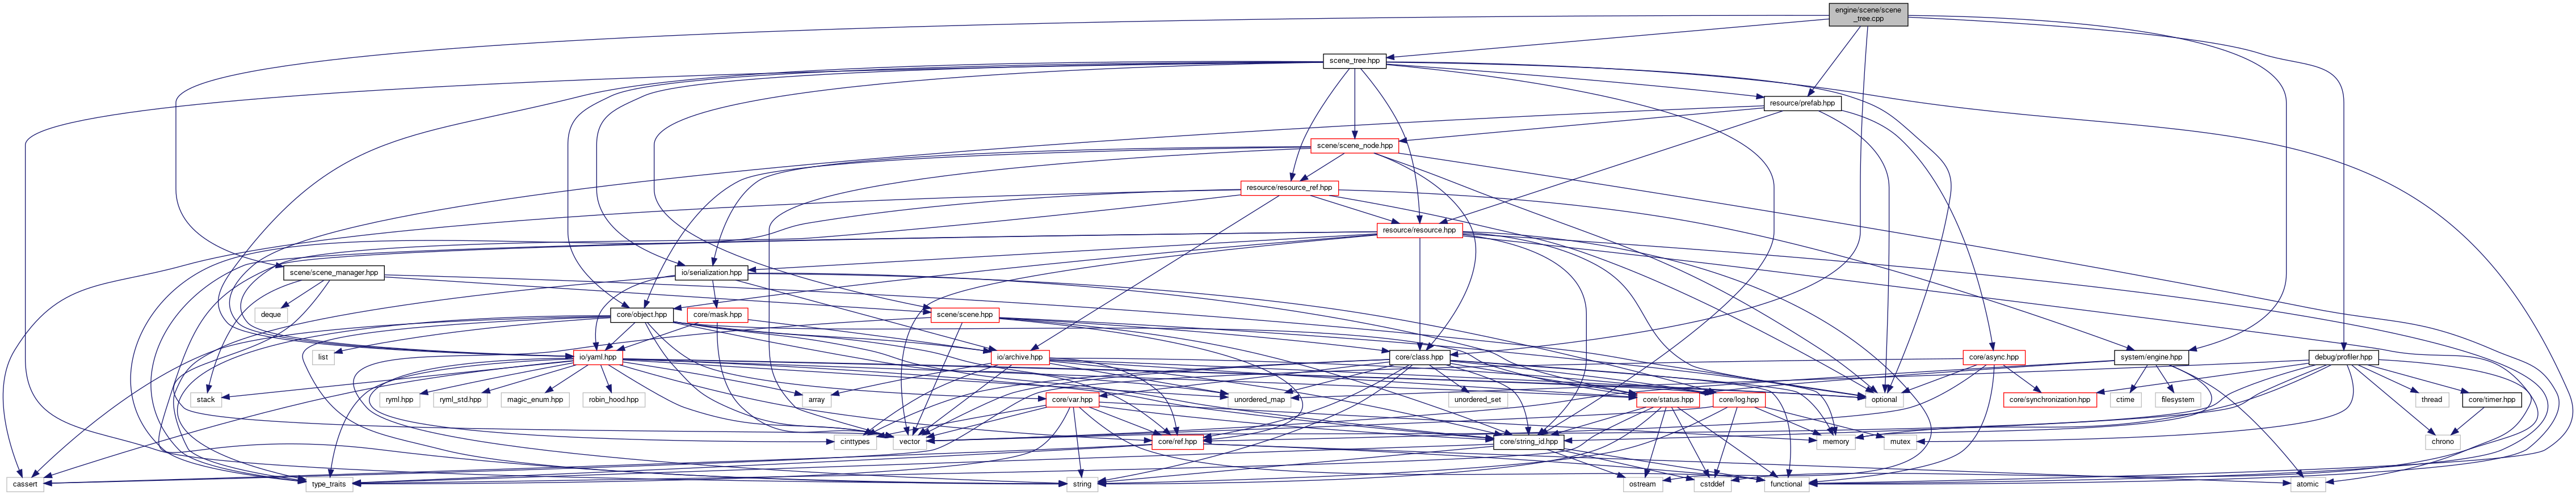 engine/scene/scene
_tree.cpp
scene_tree.hpp
resource/prefab.hpp
scene/scene_node.hpp
resource/resource_ref.hpp
resource/resource.hpp
scene/scene_manager.hpp
io/serialization.hpp
deque
core/object.hpp
core/mask.hpp
scene/scene.hpp
list
io/yaml.hpp
io/archive.hpp
core/class.hpp
core/async.hpp
system/engine.hpp
debug/profiler.hpp
stack
ryml.hpp
ryml_std.hpp
magic_enum.hpp
robin_hood.hpp
array
core/var.hpp
unordered_map
unordered_set
core/status.hpp
core/log.hpp
optional
core/synchronization.hpp
ctime
filesystem
thread
core/timer.hpp
cinttypes
vector
core/ref.hpp
core/string_id.hpp
memory
mutex
chrono
cassert
type_traits
string
ostream
cstddef
functional
atomic